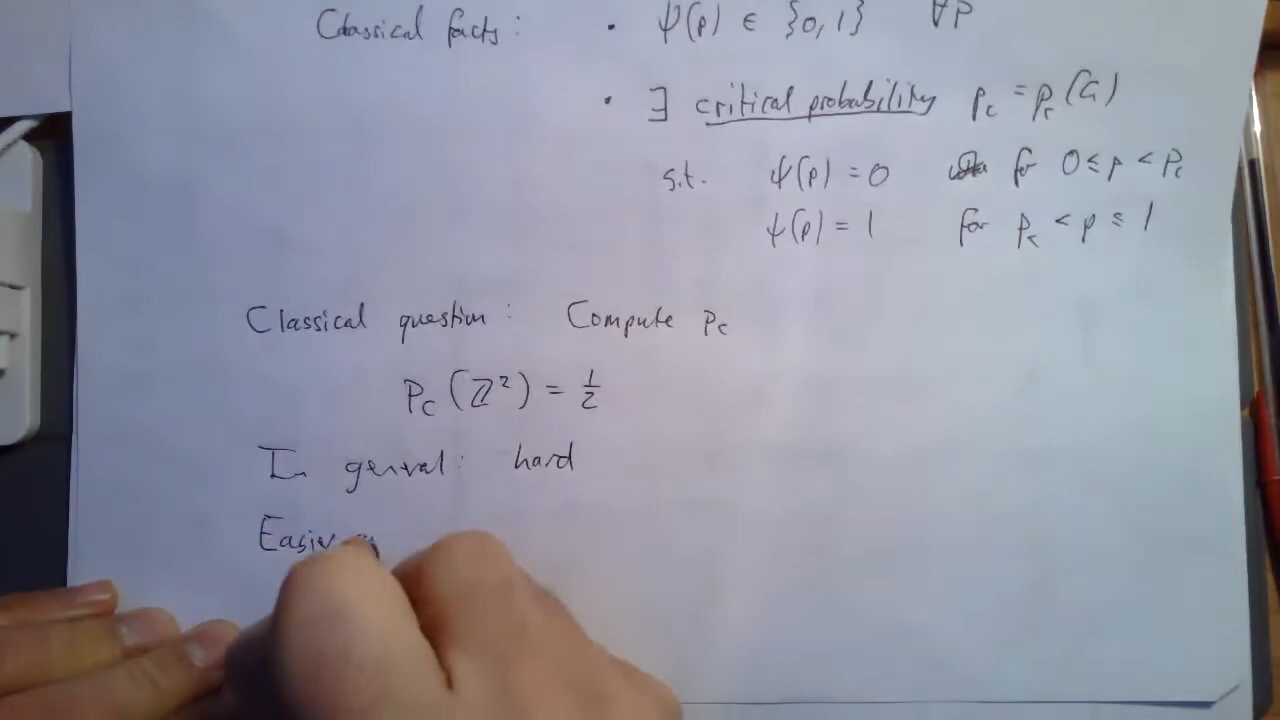 Classical facts: • ψ(p) ∈ {0,1} ∀p
• ∃ critical probability p_c = p_c(G)
s.t. ψ(p) = 0 for 0 ≤ p < p_c
ψ(p) = 1 for p_c < p ≤ 1
Classical question: Compute p_c
p_c(ℤ²) = 1/2
In general: hard